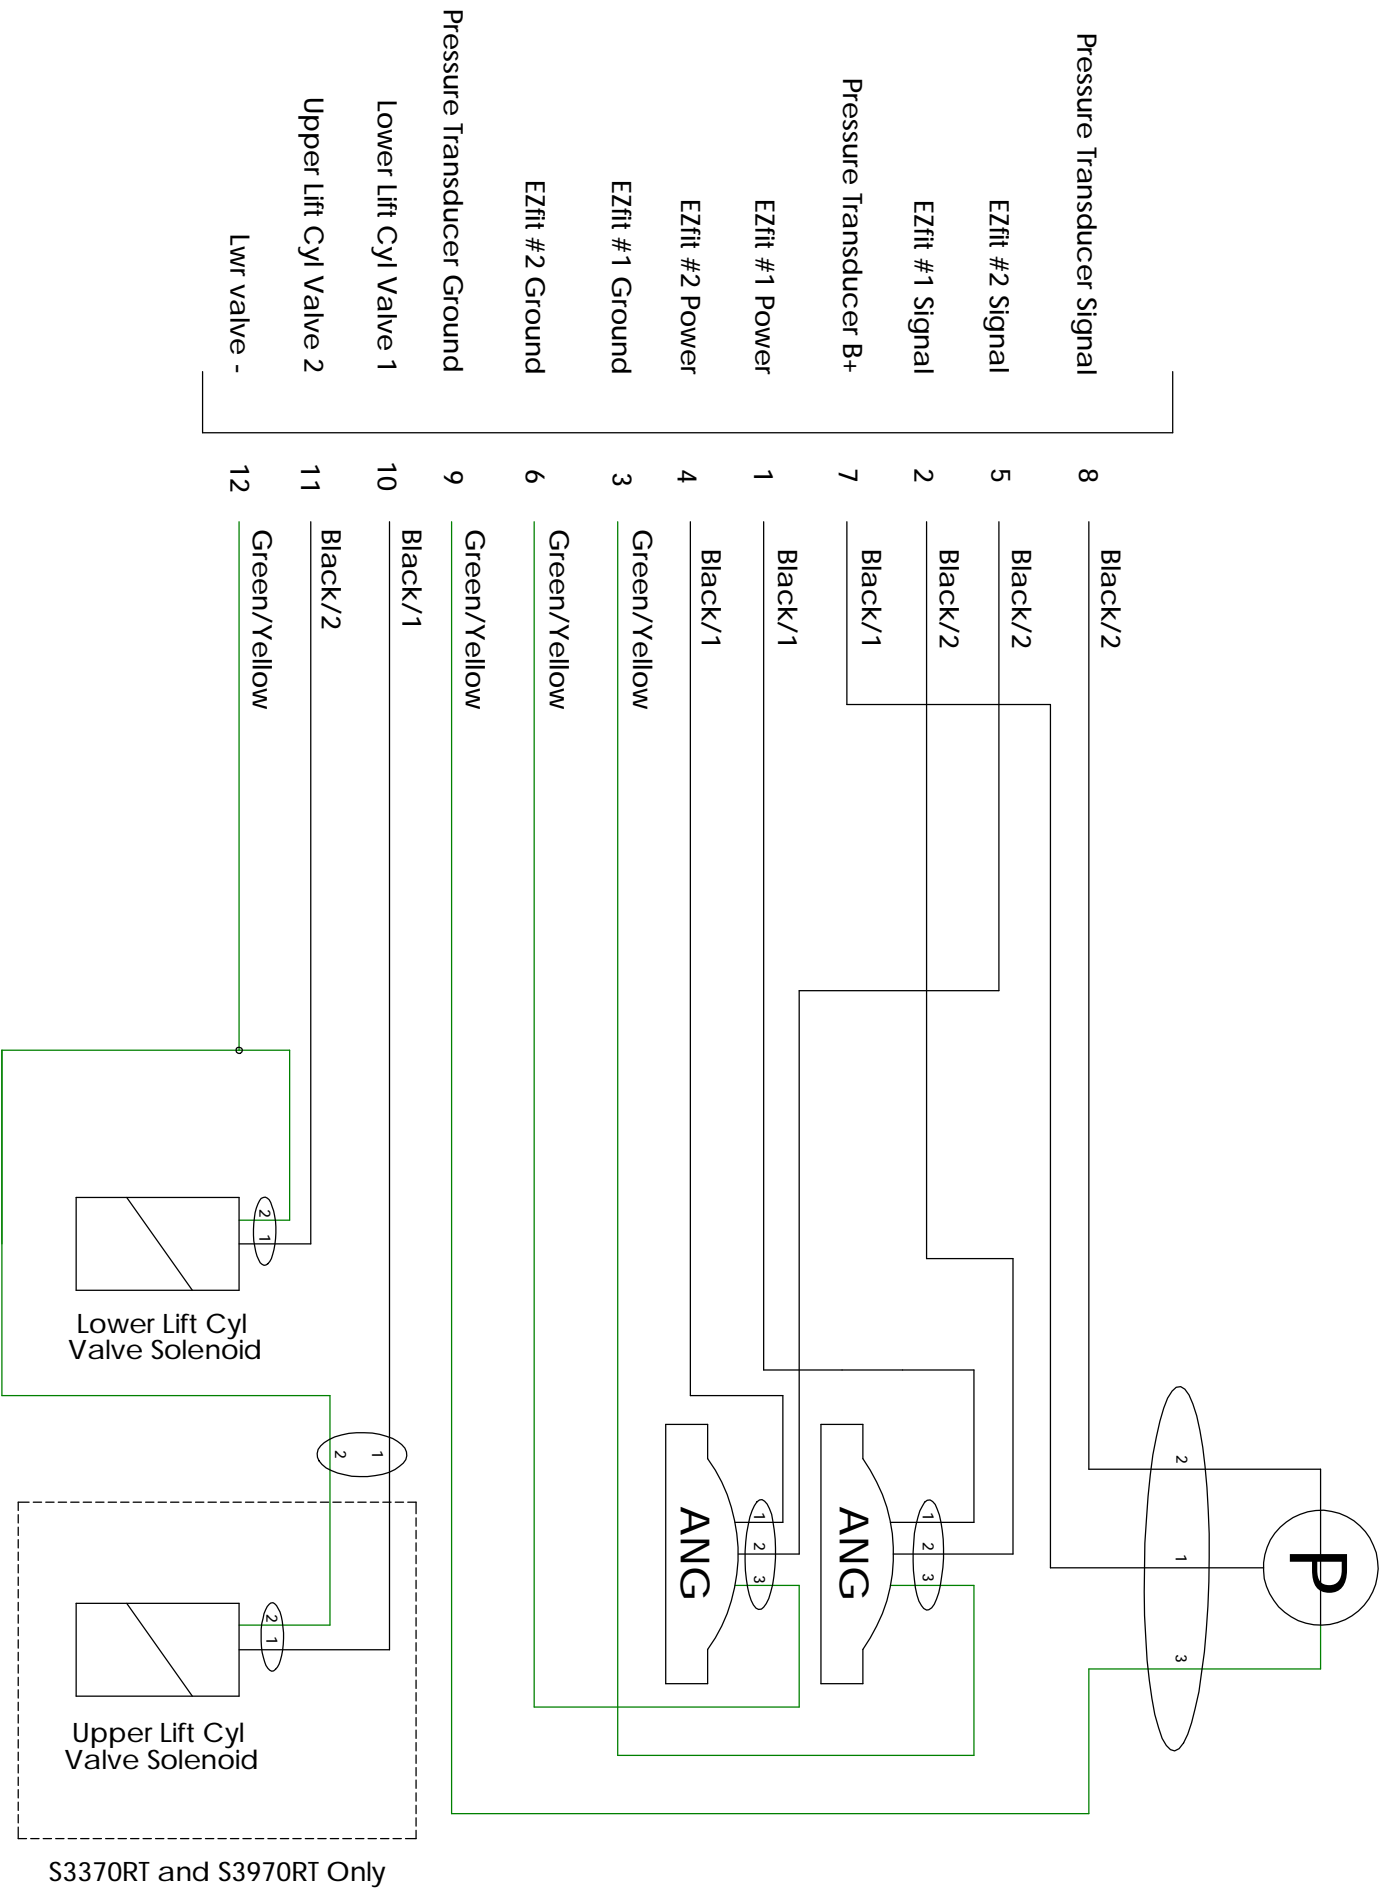 Pressure Transducer Signal
EZfit #2 Signal
EZfit #1 Signal
Pressure Transducer B+
EZfit #1 Power
EZfit #2 Power
EZfit #1 Ground
EZfit #2 Ground
Pressure Transducer Ground
Lower Lift Cyl Valve 1
Upper Lift Cyl Valve 2
Lwr valve -
8
5
2
7
1
4
3
6
9
10
11
12
Black/2
Black/2
Black/2
Black/1
Black/1
Black/1
Green/Yellow
Green/Yellow
Green/Yellow
Black/1
Black/2
Green/Yellow
2
1
3
P
1
2
3
ANG
1
2
3
ANG
2
1
Lower Lift Cyl
Valve Solenoid
1
2
2
1
Upper Lift Cyl
Valve Solenoid
S3370RT and S3970RT Only